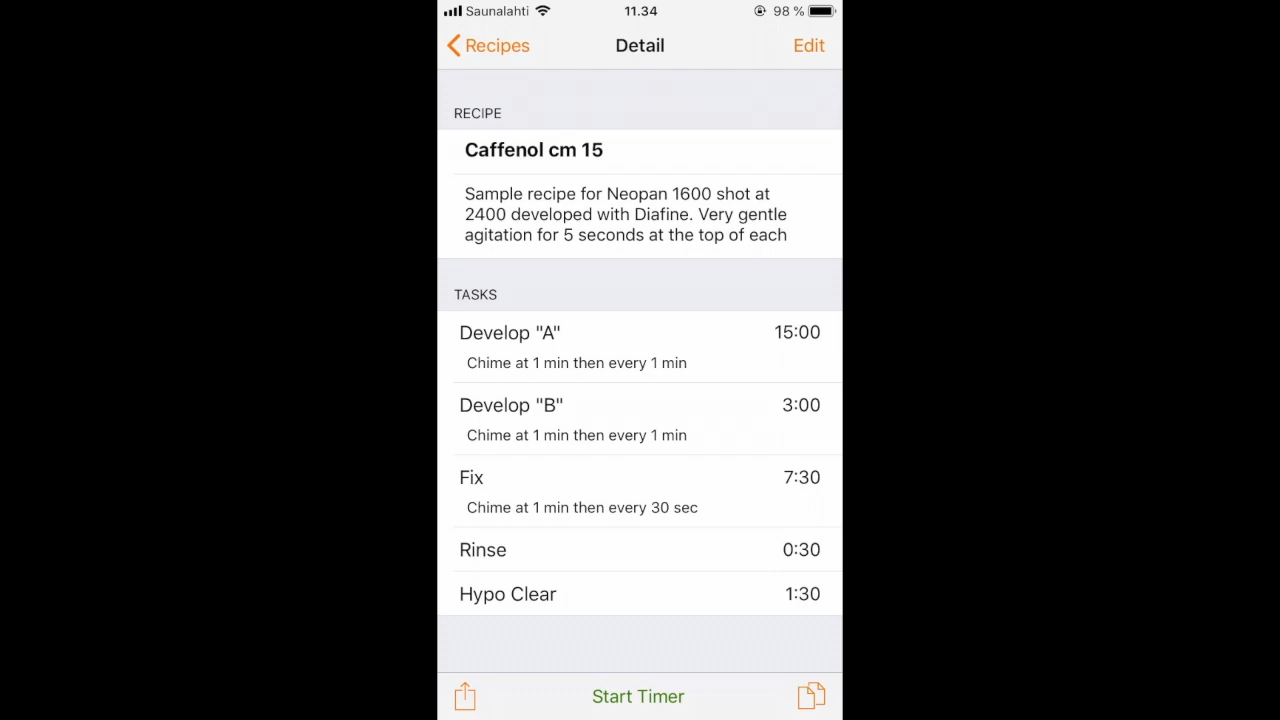 Saunalahti 11.34 98 %
Recipes Detail Edit
RECIPE
Caffenol cm 15
Sample recipe for Neopan 1600 shot at
2400 developed with Diafine. Very gentle
agitation for 5 seconds at the top of each
TASKS
Develop "A" 15:00
Chime at 1 min then every 1 min
Develop "B" 3:00
Chime at 1 min then every 1 min
Fix 7:30
Chime at 1 min then every 30 sec
Rinse 0:30
Hypo Clear 1:30
Start Timer